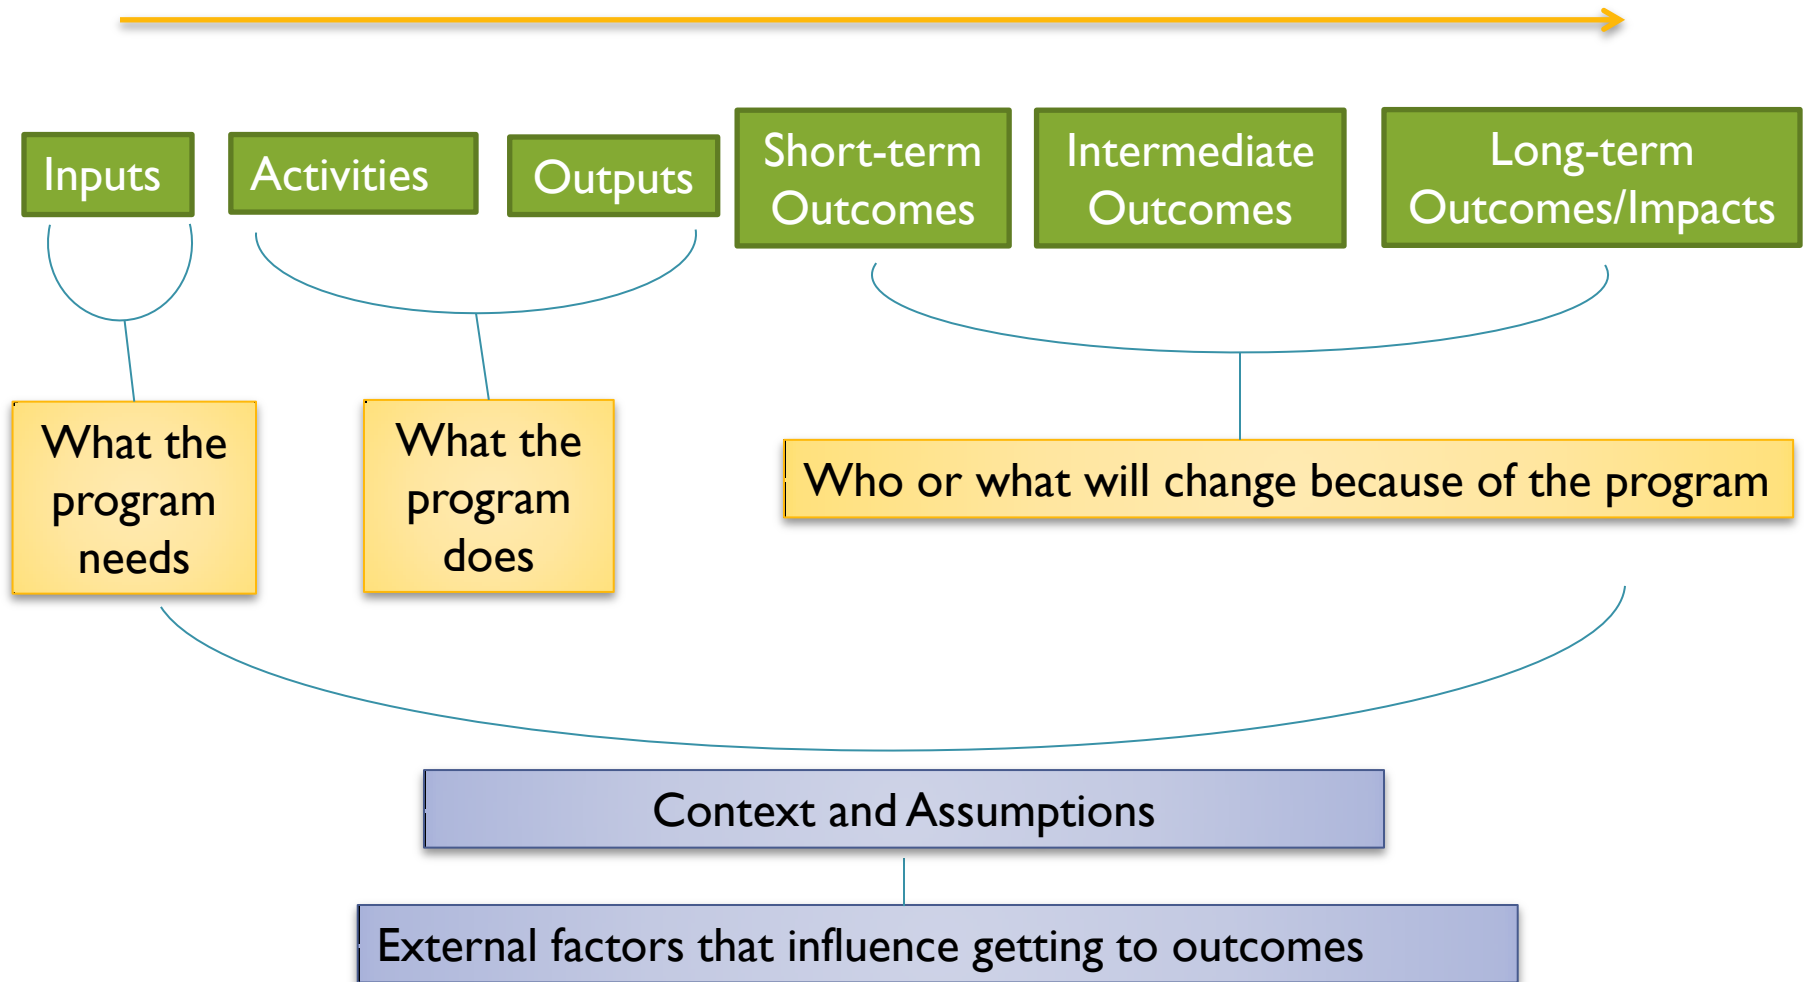 Inputs
Activities
Outputs
Short-term
Outcomes
Intermediate
Outcomes
Long-term
Outcomes/Impacts
What the
program
needs
What the
program
does
Who or what will change because of the program
Context and Assumptions
External factors that influence getting to outcomes